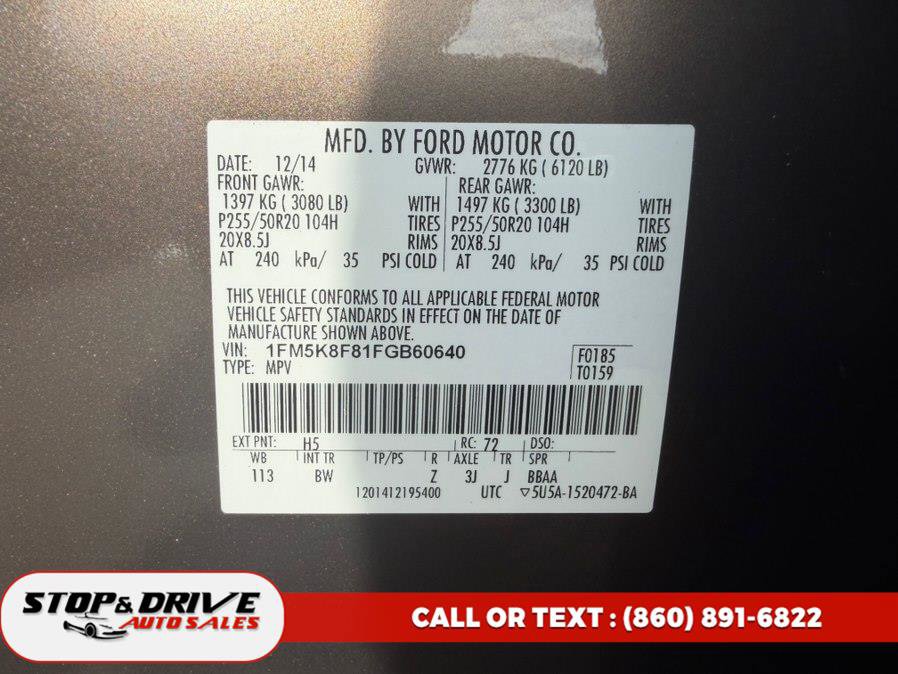 MFD. BY FORD MOTOR CO.
DATE: 12/14 GVWR: 2776 KG ( 6120 LB)
FRONT GAWR: REAR GAWR:
1397 KG ( 3080 LB) WITH 1497 KG ( 3300 LB) WITH
P255/50R20 104H TIRES P255/50R20 104H TIRES
20X8.5J RIMS 20X8.5J RIMS
AT 240 kPa/ 35 PSI COLD AT 240 kPa/ 35 PSI COLD
THIS VEHICLE CONFORMS TO ALL APPLICABLE FEDERAL MOTOR
VEHICLE SAFETY STANDARDS IN EFFECT ON THE DATE OF
MANUFACTURE SHOWN ABOVE.
VIN: 1FM5K8F81FGB60640 F0185
TYPE: MPV T0159
EXT PNT: H5 RC: 72 DSO:
WB INT TR TP/PS R AXLE TR SPR
113 BW Z 3J J BBAA
1201412195400 UTC ▽5U5A-1520472-BA
STOP & DRIVE
AUTO SALES
CALL OR TEXT : (860) 891-6822